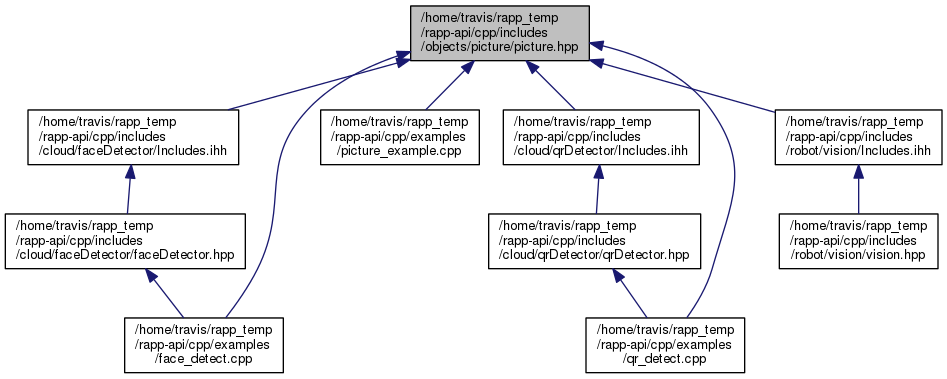 /home/travis/rapp_temp
/rapp-api/cpp/includes
/objects/picture/picture.hpp
/home/travis/rapp_temp
/rapp-api/cpp/includes
/cloud/faceDetector/Includes.ihh
/home/travis/rapp_temp
/rapp-api/cpp/examples
/picture_example.cpp
/home/travis/rapp_temp
/rapp-api/cpp/includes
/cloud/qrDetector/Includes.ihh
/home/travis/rapp_temp
/rapp-api/cpp/includes
/robot/vision/Includes.ihh
/home/travis/rapp_temp
/rapp-api/cpp/includes
/cloud/faceDetector/faceDetector.hpp
/home/travis/rapp_temp
/rapp-api/cpp/includes
/cloud/qrDetector/qrDetector.hpp
/home/travis/rapp_temp
/rapp-api/cpp/includes
/robot/vision/vision.hpp
/home/travis/rapp_temp
/rapp-api/cpp/examples
/face_detect.cpp
/home/travis/rapp_temp
/rapp-api/cpp/examples
/qr_detect.cpp